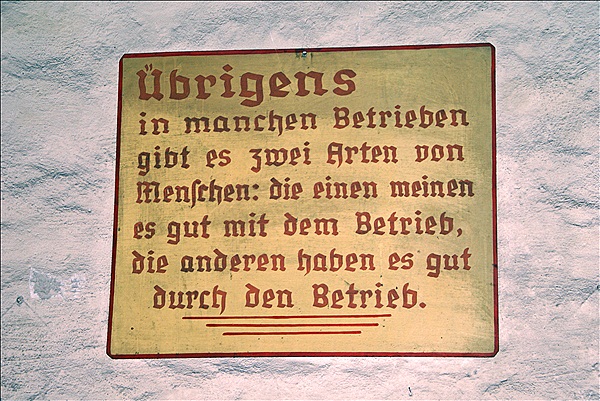 Übrigens
in manchen Betrieben
gibt es zwei Arten von
Menſchen: die einen meinen
es gut mit dem Betrieb,
die anderen haben es gut
durch den Betrieb.